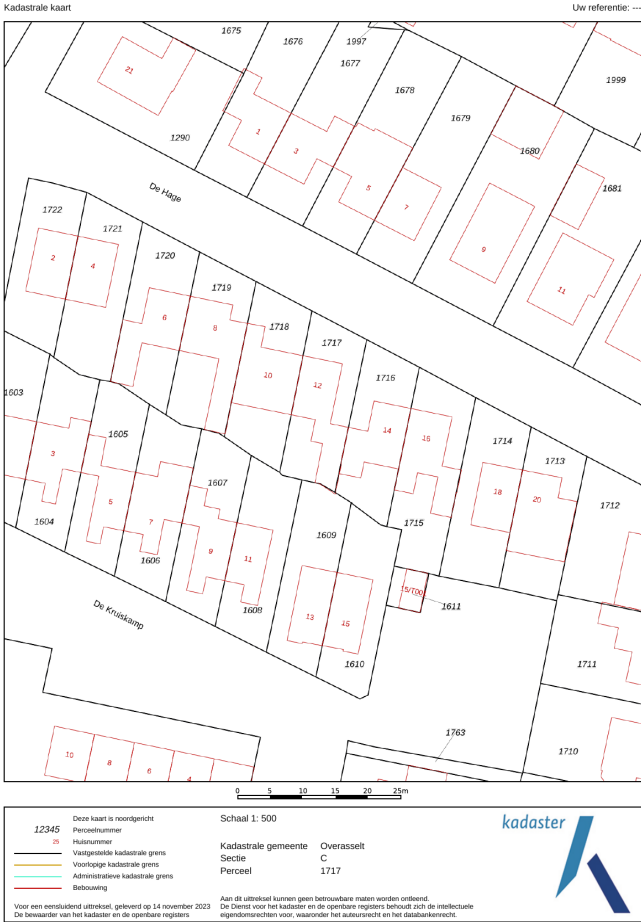 Kadastrale kaart
Uw referentie: ---
1675
1676
1997
1677
1678
1679
1999
21
1290
1
3
5
7
1680
1681
9
11
De Hage
1722
1721
1720
1719
1718
1717
1716
1714
1713
1712
2
4
6
8
10
12
14
16
18
20
1603
1605
1607
1609
1715
3
5
7
9
11
13
15
1604
1606
1608
1610
1611
1711
De Kruiskamp
1763
1710
10
8
6
4
0 5 10 15 20 25m
12345
25
Deze kaart is noordgericht
Perceelnummer
Huisnummer
Vastgestelde kadastrale grens
Voorlopige kadastrale grens
Administratieve kadastrale grens
Bebouwing
Voor een eensluidend uittreksel, geleverd op 14 november 2023
De bewaarder van het kadaster en de openbare registers
Schaal 1: 500
Kadastrale gemeente Overasselt
Sectie C
Perceel 1717
Aan dit uittreksel kunnen geen betrouwbare maten worden ontleend.
De Dienst voor het kadaster en de openbare registers behoudt zich de intellectuele
eigendomsrechten voor, waaronder het auteursrecht en het databankenrecht.
kadaster